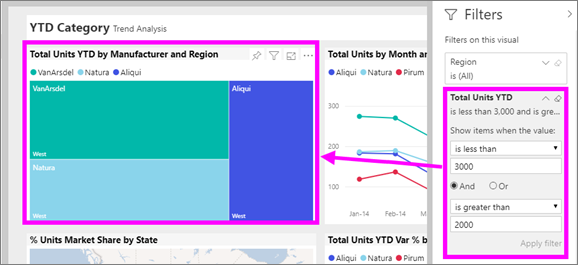 YTD Category Trend Analysis
Total Units YTD by Manufacturer and Region
VanArsdel Natura Aliqui
VanArsdel
West
Natura
West
Aliqui
West
Total Units by Month
Aliqui Natura Pirum
300
200
100
Jan-14 Feb-14
% Units Market Share by State
Total Units YTD Var % b
Aliqui Natura Pirum
Filters
Filters on this visual
Region
is (All)
Total Units YTD
is less than 3,000 and is gre...
Show items when the value:
is less than
3000
And Or
is greater than
2000
Apply filter